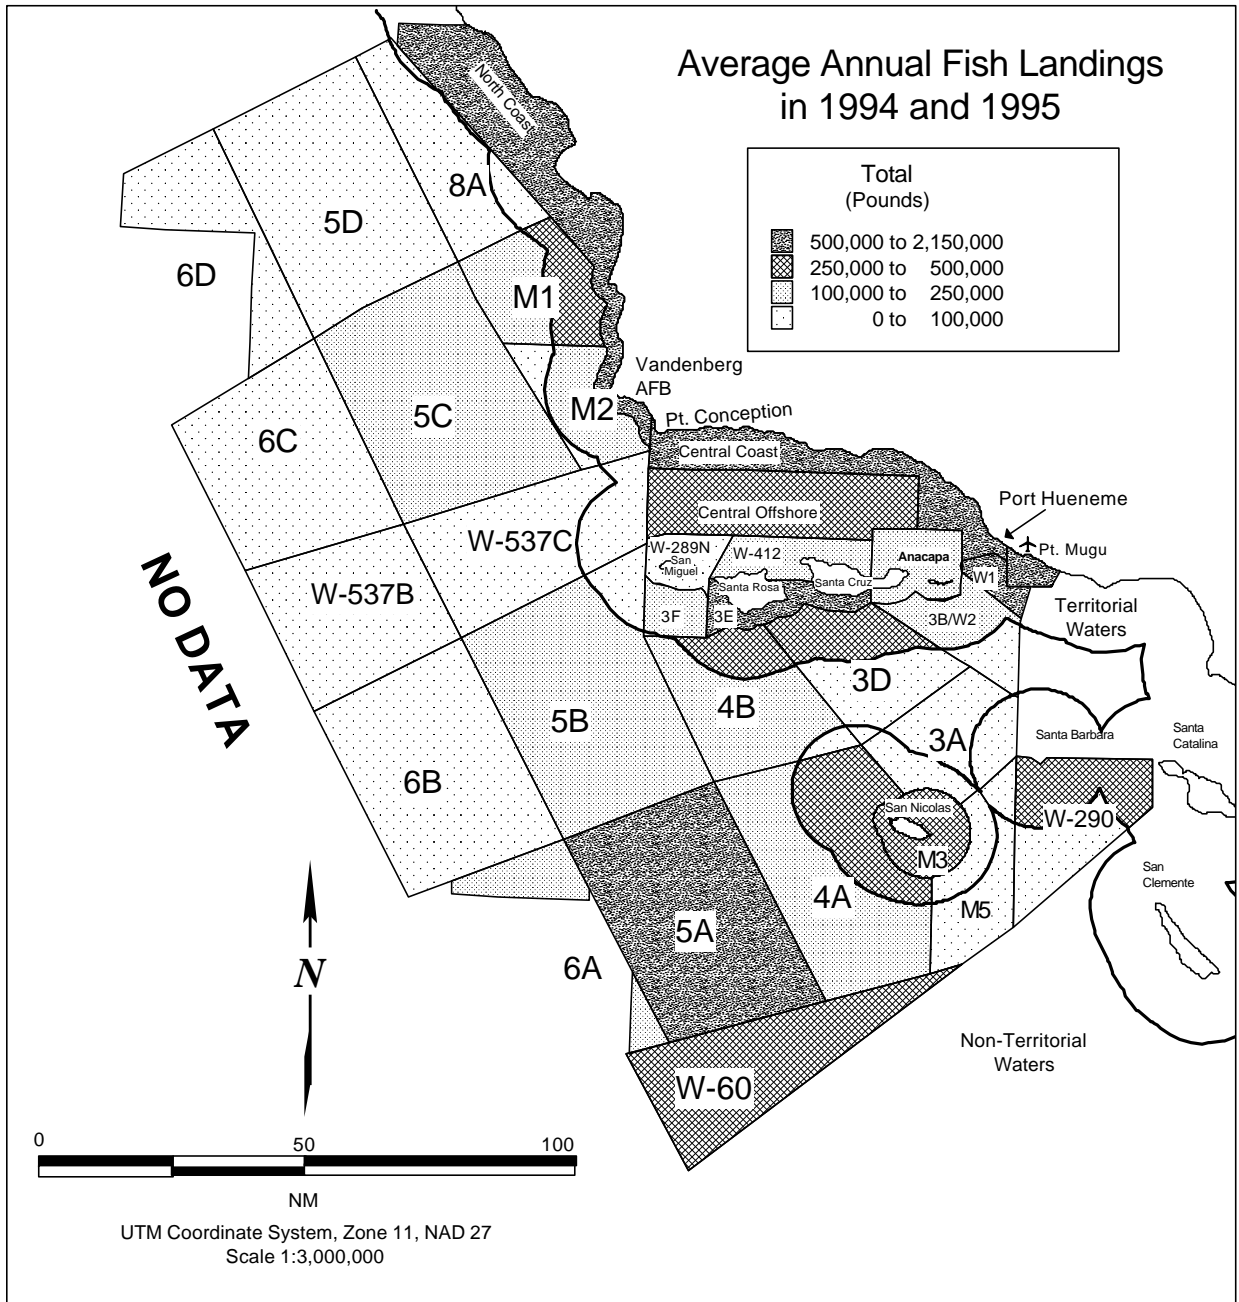 Average Annual Fish Landings
in 1994 and 1995
Total
(Pounds)
500,000 to 2,150,000
250,000 to 500,000
100,000 to 250,000
0 to 100,000
North Coast
8A
5D
6D
M1
Vandenberg
AFB
M2
5C
Pt. Conception
6C
Central Coast
Port Hueneme
Central Offshore
W-537C
W-289N
San
Miguel
W-412
Anacapa
Pt. Mugu
W1
Santa Rosa
Santa Cruz
W-537B
3F
3E
3B/W2
Territorial
Waters
NO DATA
3D
4B
5B
3A
Santa Barbara
Santa
Catalina
6B
San Nicolas
W-290
M3
San
Clemente
4A
M5
5A
6A
N
Non-Territorial
Waters
W-60
0
50
100
NM
UTM Coordinate System, Zone 11, NAD 27
Scale 1:3,000,000